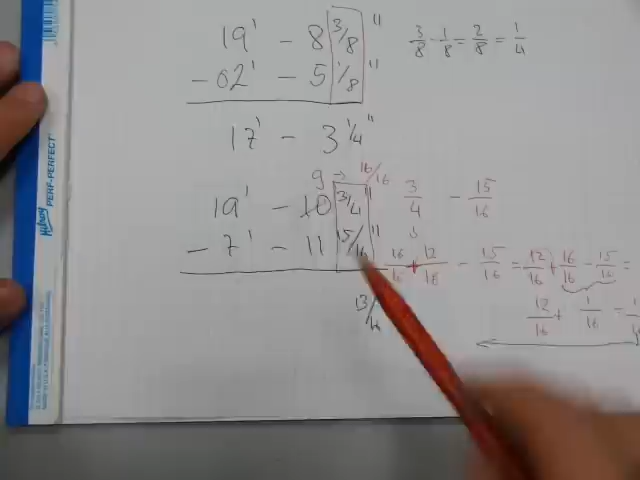 19' - 8 3/8" 3/8 - 1/8 = 2/8 = 1/4
- 02' - 5 1/8"
17' - 3 1/4"
9 → 16/16
19' - 10 3/4" 3/4 - 15/16
- 7' - 11 15/16" 16/16 + 12/16 - 15/16 = 12/16 + 16/16 - 15/16 =
13/16 12/16 + 1/16 =
Hilroy PERF-PERFECT